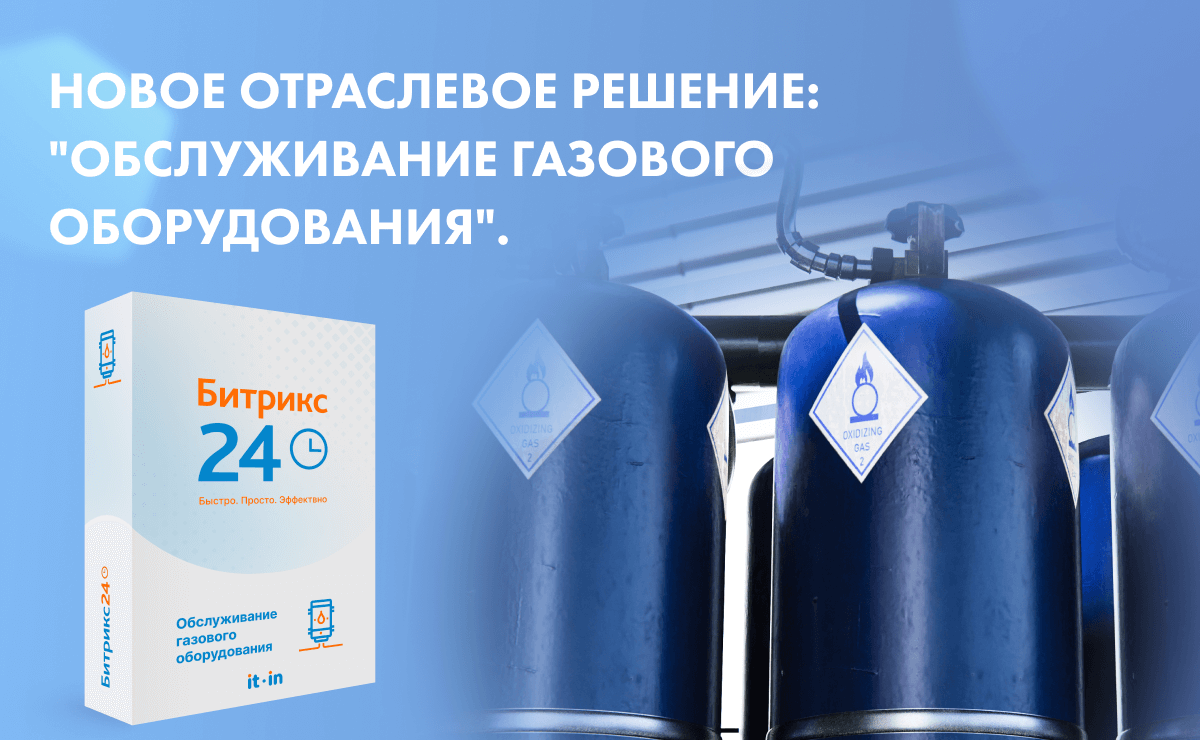 НОВОЕ ОТРАСЛЕВОЕ РЕШЕНИЕ:
"ОБСЛУЖИВАНИЕ ГАЗОВОГО
ОБОРУДОВАНИЯ".
Битрикс
24
Быстро. Просто. Эффектвно
Битрикс24
Обслуживание
газового
оборудования
it·in
OXIDIZING
GAS
2
OXIDIZING
GAS
2